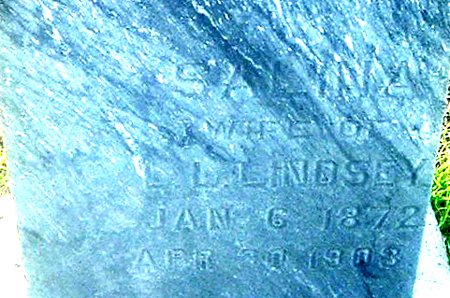 SALINA
WIFE OF
L. L. LINDSEY
JAN. 6 1872
APR. 30 1903